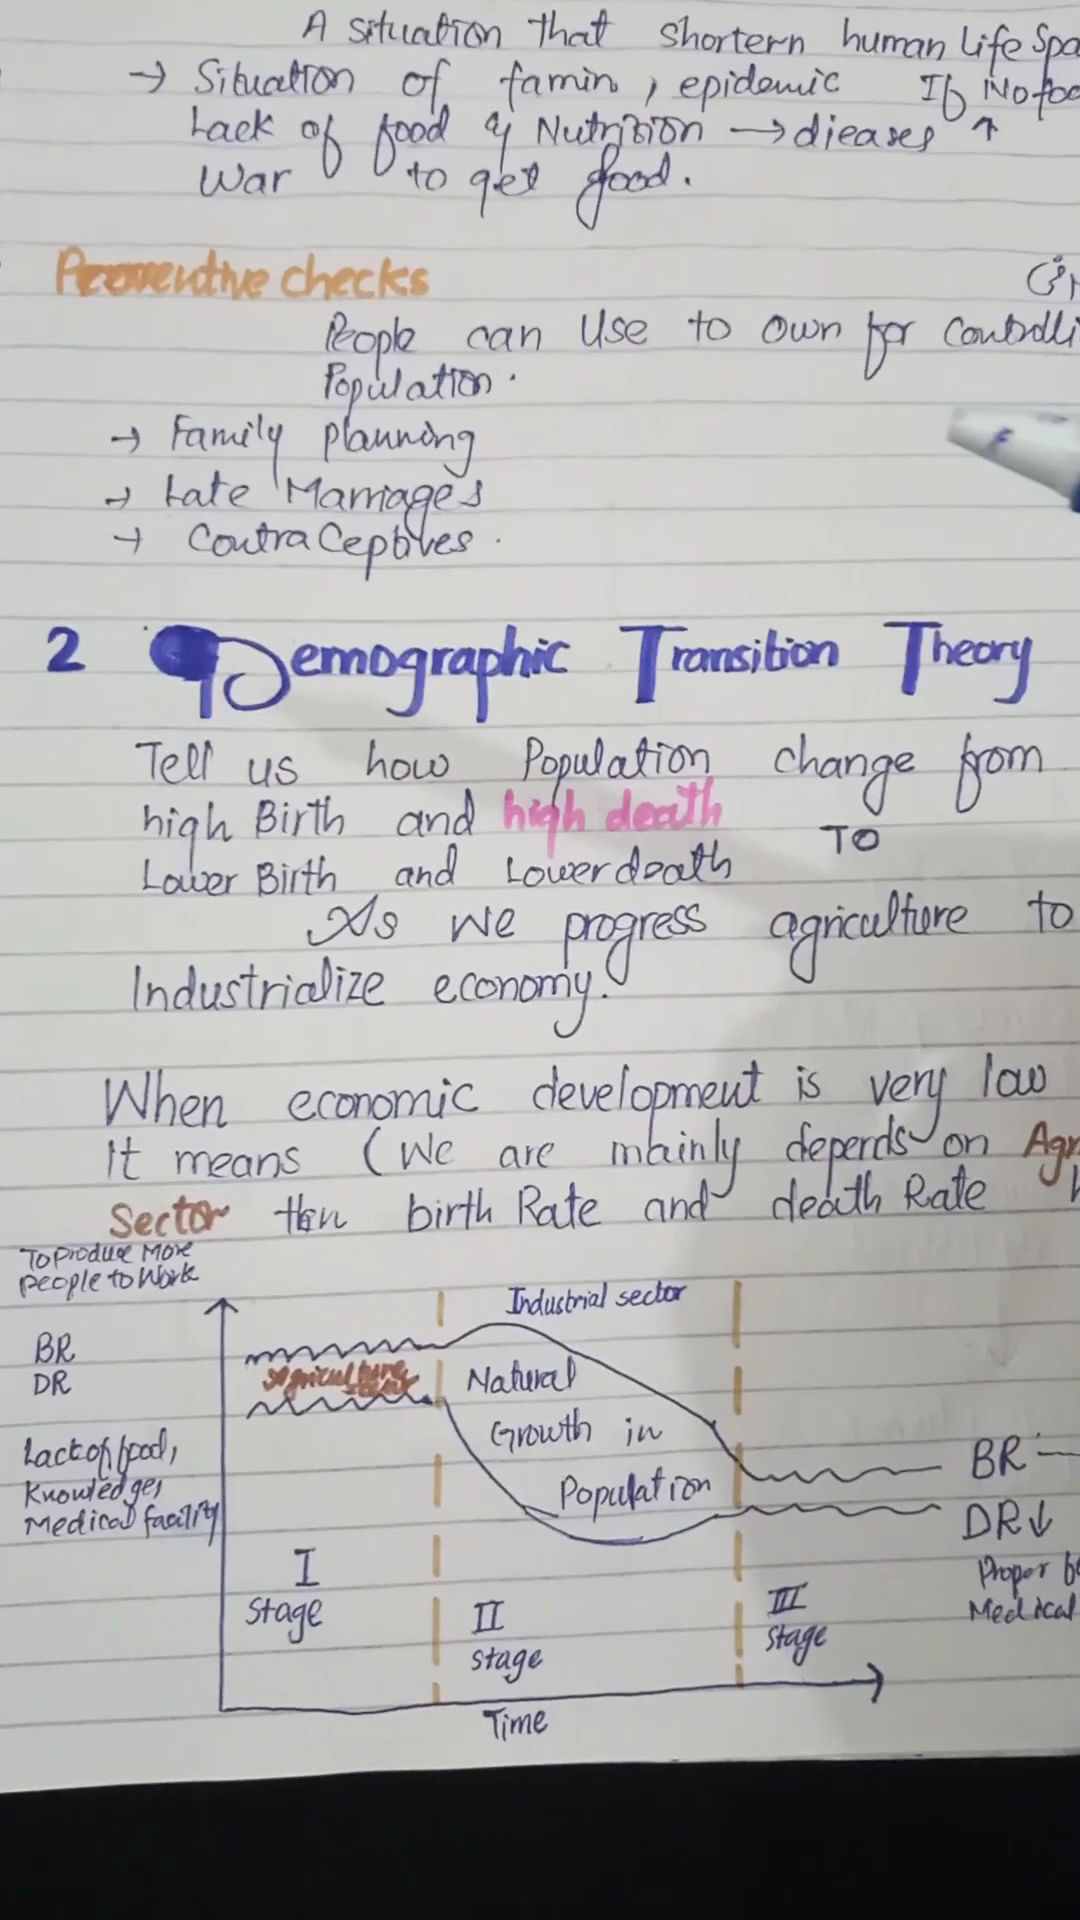 A situation that shortern human Life Spa
→ Situation of famin, epidemic If No foo
Lack of food & Nutrition → dieases ↑
War to get food.
Preventive checks
People can Use to own for Controlli
Population.
→ Family planning
→ Late Marriages
→ Contra Ceptives.
2 Demographic Transition Theory
Tell us how Population change from
high Birth and high death TO
Lower Birth and Lower death
As We progress agriculture to
Industrialize economy.
When economic development is very low
It means (We are mainly depends on Agr
Sector then birth Rate and death Rate
To Produce More
people to Work
Industrial sector
BR
DR
Agriculture
Natural
Growth in
Population
Lack of food,
Knowledge,
Medical facility
BR
DR↓
Proper
Medical
I
Stage
II
Stage
III
Stage
Time